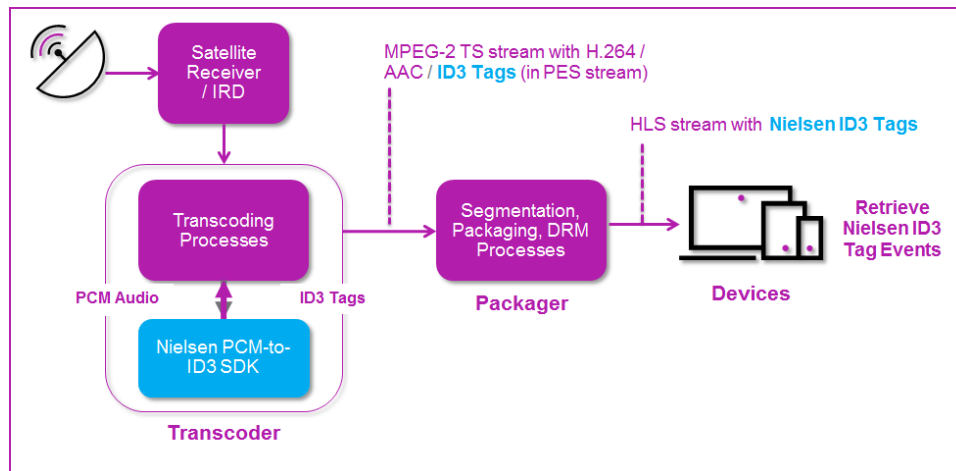 Satellite
Receiver
/ IRD
MPEG-2 TS stream with H.264 /
AAC / ID3 Tags (in PES stream)
HLS stream with Nielsen ID3 Tags
Transcoding
Processes
PCM Audio
ID3 Tags
Nielsen PCM-to-
ID3 SDK
Transcoder
Segmentation,
Packaging, DRM
Processes
Packager
Devices
Retrieve
Nielsen ID3
Tag Events